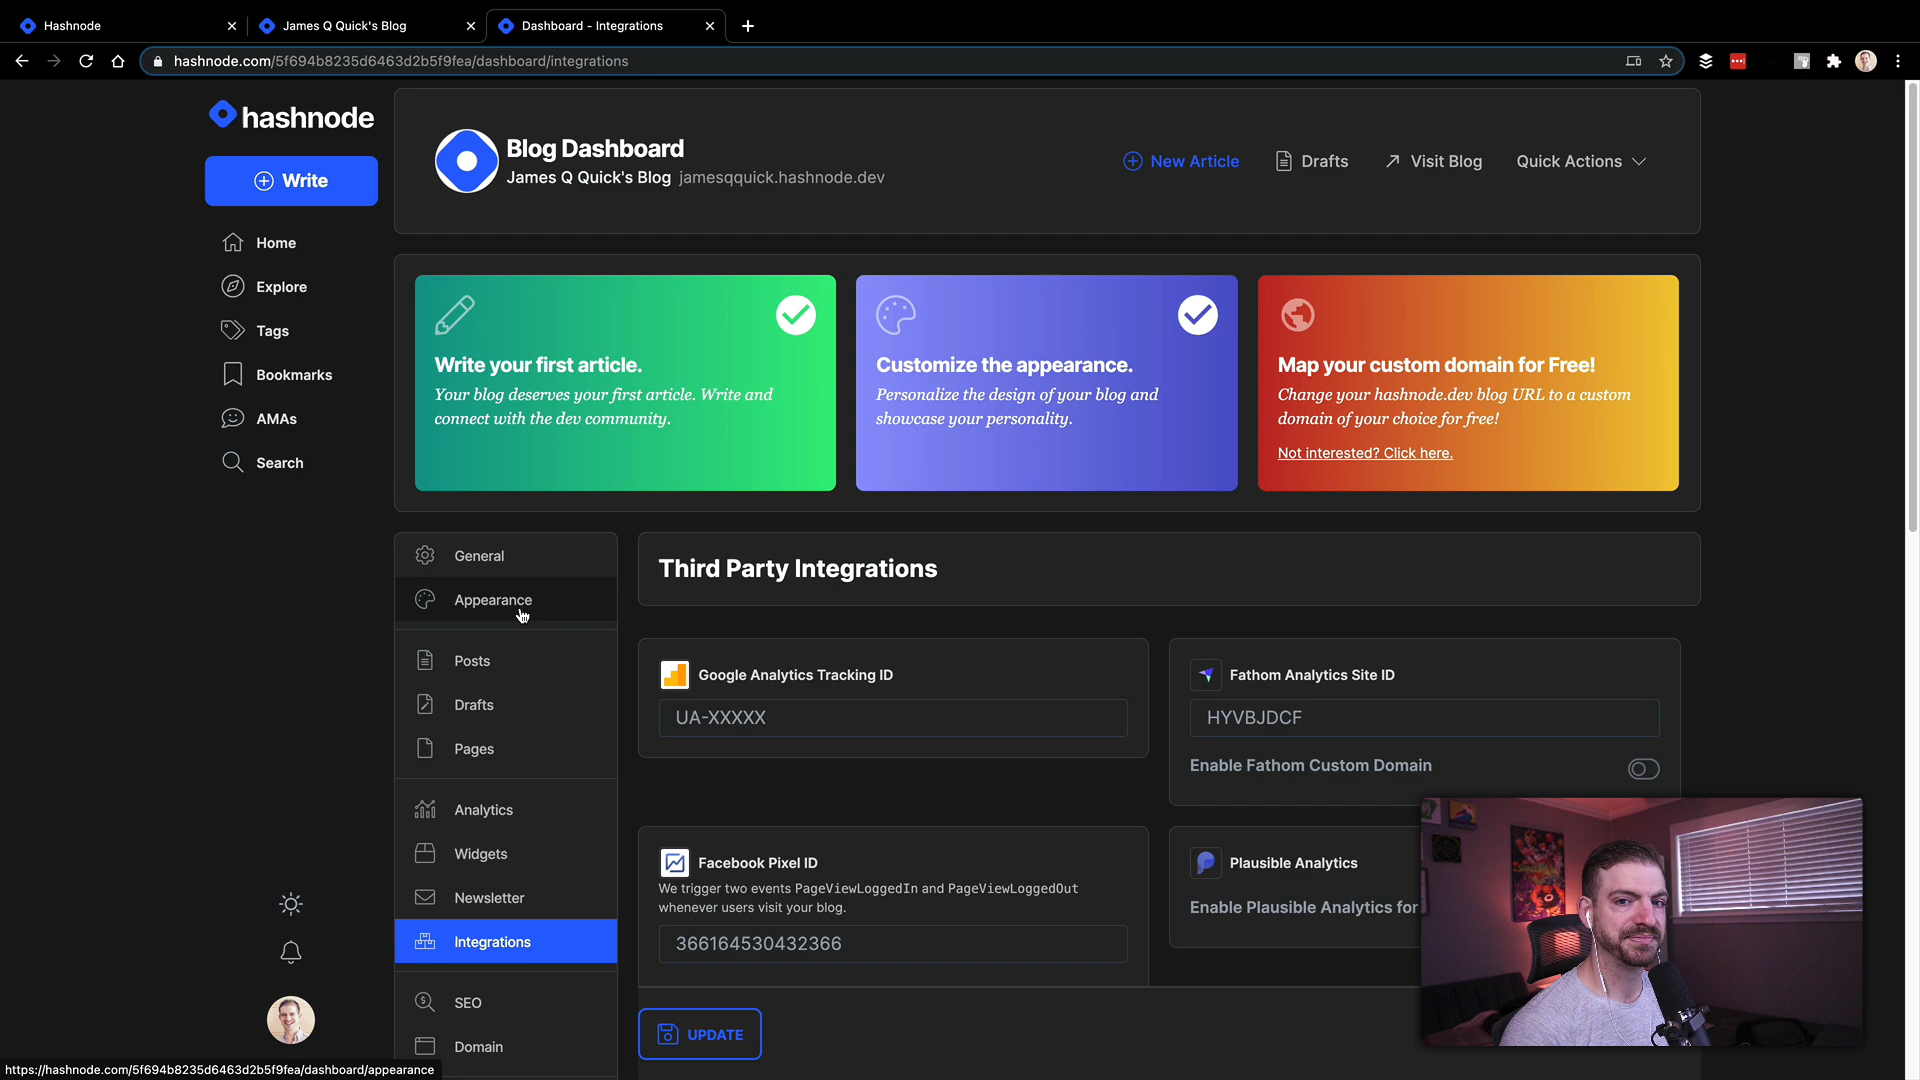 Hashnode
James Q Quick's Blog
Dashboard - Integrations
hashnode.com/5f694b8235d6463d2b5f9fea/dashboard/integrations
hashnode
Write
Home
Explore
Tags
Bookmarks
AMAs
Search
Blog Dashboard
James Q Quick's Blog jamesqquick.hashnode.dev
New Article
Drafts
Visit Blog
Quick Actions
Write your first article.
Your blog deserves your first article. Write and
connect with the dev community.
Customize the appearance.
Personalize the design of your blog and
showcase your personality.
Map your custom domain for Free!
Change your hashnode.dev blog URL to a custom
domain of your choice for free!
Not interested? Click here.
General
Appearance
Posts
Drafts
Pages
Analytics
Widgets
Newsletter
Integrations
SEO
Domain
Third Party Integrations
Google Analytics Tracking ID
UA-XXXXX
Fathom Analytics Site ID
HYVBJDCF
Enable Fathom Custom Domain
Facebook Pixel ID
We trigger two events PageViewLoggedIn and PageViewLoggedOut
whenever users visit your blog.
366164530432366
Plausible Analytics
Enable Plausible Analytics for
UPDATE
https://hashnode.com/5f694b8235d6463d2b5f9fea/dashboard/appearance